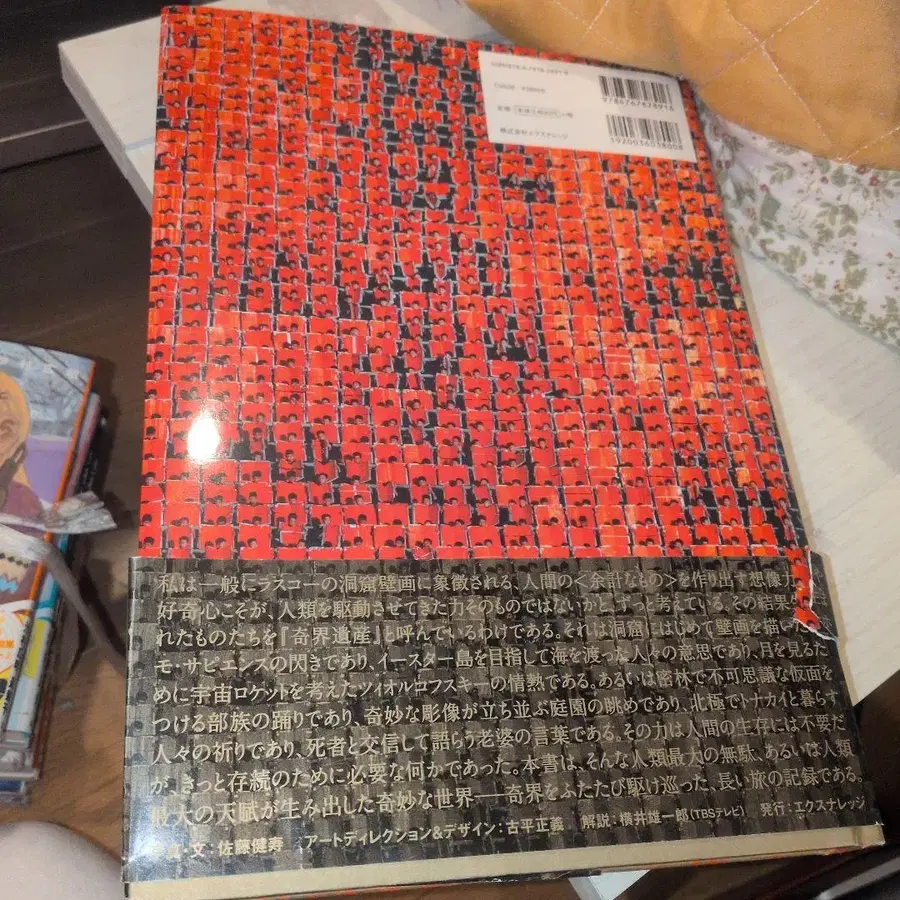 9784767828916
1920036038008
株式会社エクスナレッジ
私は一般にラスコーの洞窟壁画に象徴される、人間の<余計なもの>を作り出す想像力
好奇心こそが、人類を駆動させてきた力そのものではないかと、ずっと考えている。その結果
れたものたちを『奇界遺産』と呼んでいるわけである。それは洞窟にはじめて壁画を描いた
モ・サピエンスの閃きであり、イースター島を目指して海を渡った人々の意思であり、月を見るた
めに宇宙ロケットを考えたツィオルコフスキーの情熱である。あるいは密林で不可思議な仮面を
つける部族の踊りであり、奇妙な彫像が立ち並ぶ庭園の眺めであり、北極でトナカイと暮らす
人々の祈りであり、死者と交信して語らう老婆の言葉である。その力は人間の生存には不要だ
が、きっと存続のために必要な何かであった。本書は、そんな人類最大の無駄、あるいは人類
最大の天賦が生み出した奇妙な世界――奇界をふたたび駆け巡った、長い旅の記録である。
・文：佐藤健寿　アートディレクション&デザイン：古平正義　解説：横井雄一郎（TBSテレビ）　発行：エクスナレッジ